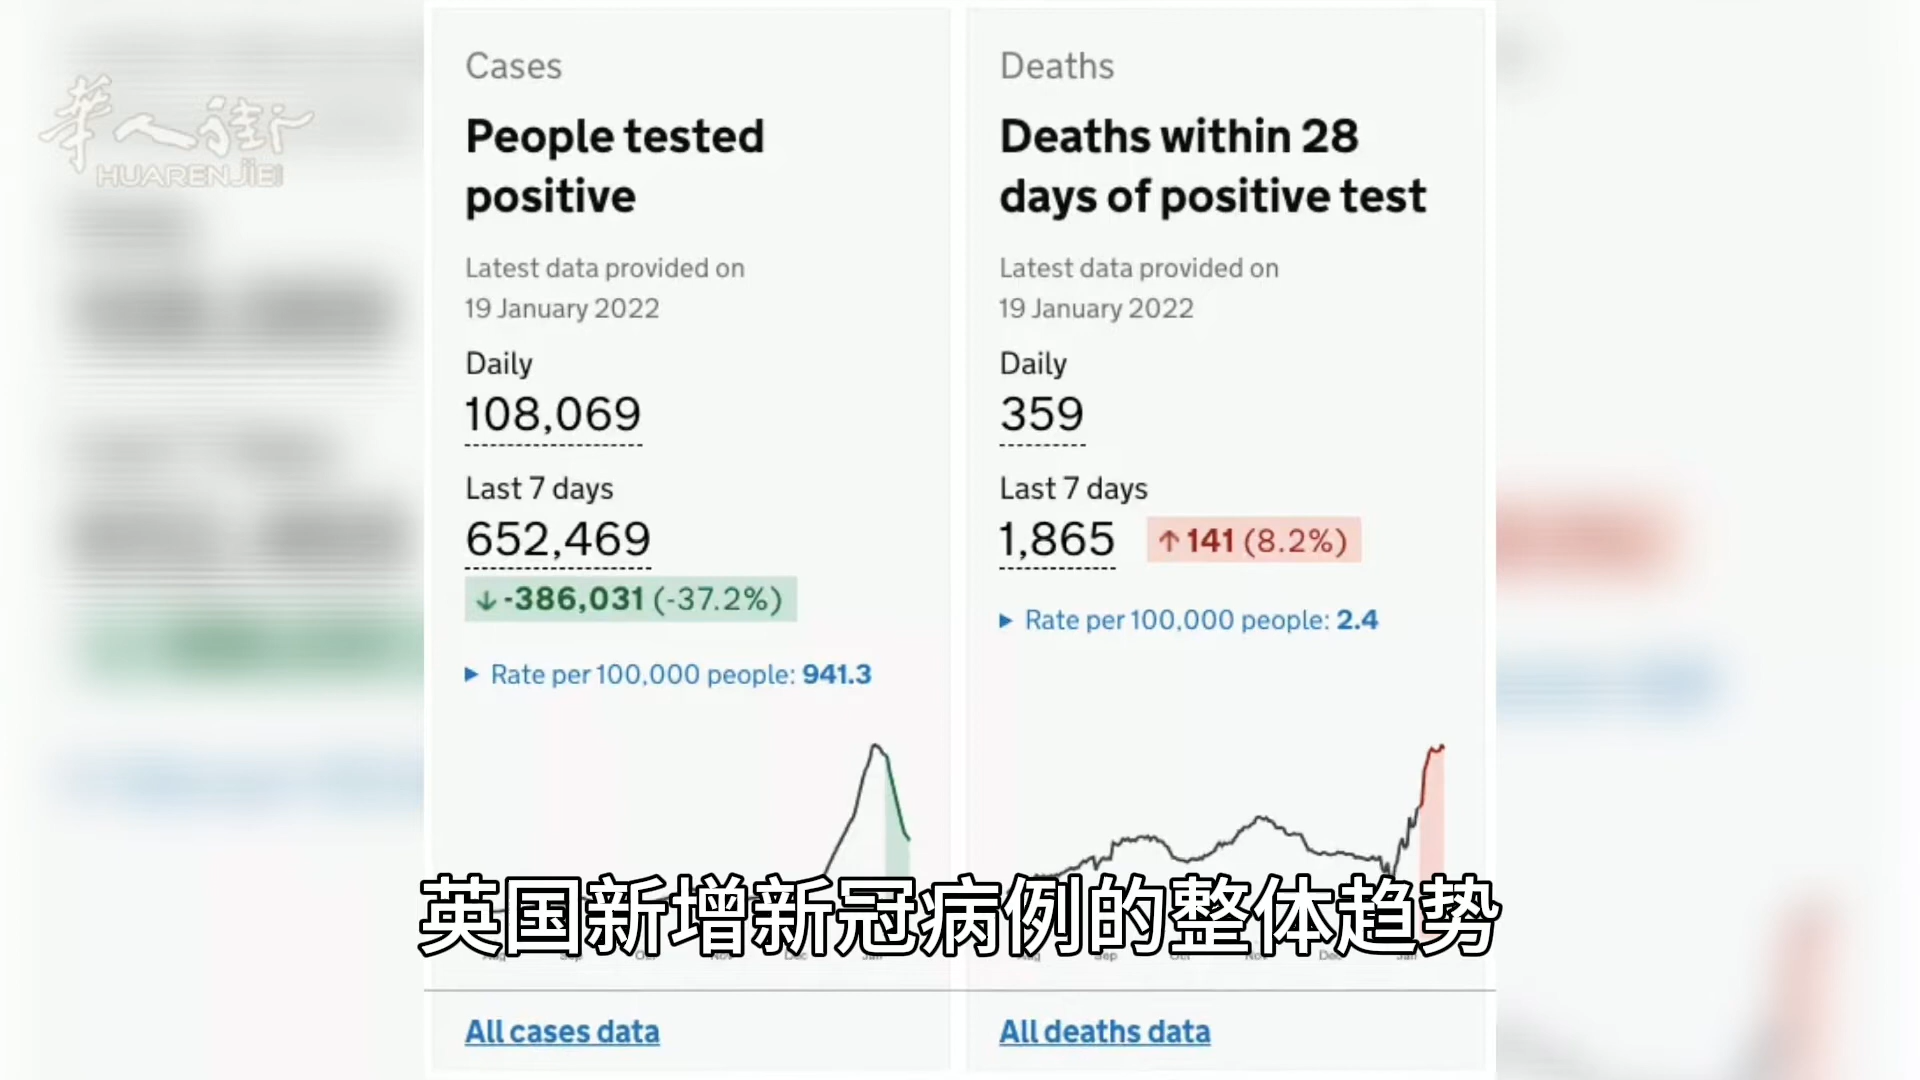 華人街
HUARENJIE
Cases
People tested
positive
Latest data provided on
19 January 2022
Daily
108,069
Last 7 days
652,469
↓ -386,031 (-37.2%)
▶ Rate per 100,000 people: 941.3
All cases data
Deaths
Deaths within 28
days of positive test
Latest data provided on
19 January 2022
Daily
359
Last 7 days
1,865 ↑ 141 (8.2%)
▶ Rate per 100,000 people: 2.4
All deaths data
英国新增新冠病例的整体趋势